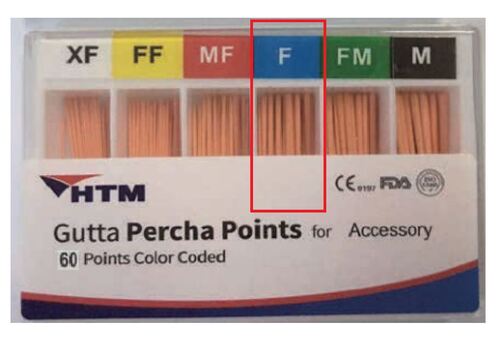 XF FF MF F FM M
HTM
CE 0197 FDA
Gutta Percha Points for Accessory
60 Points Color Coded